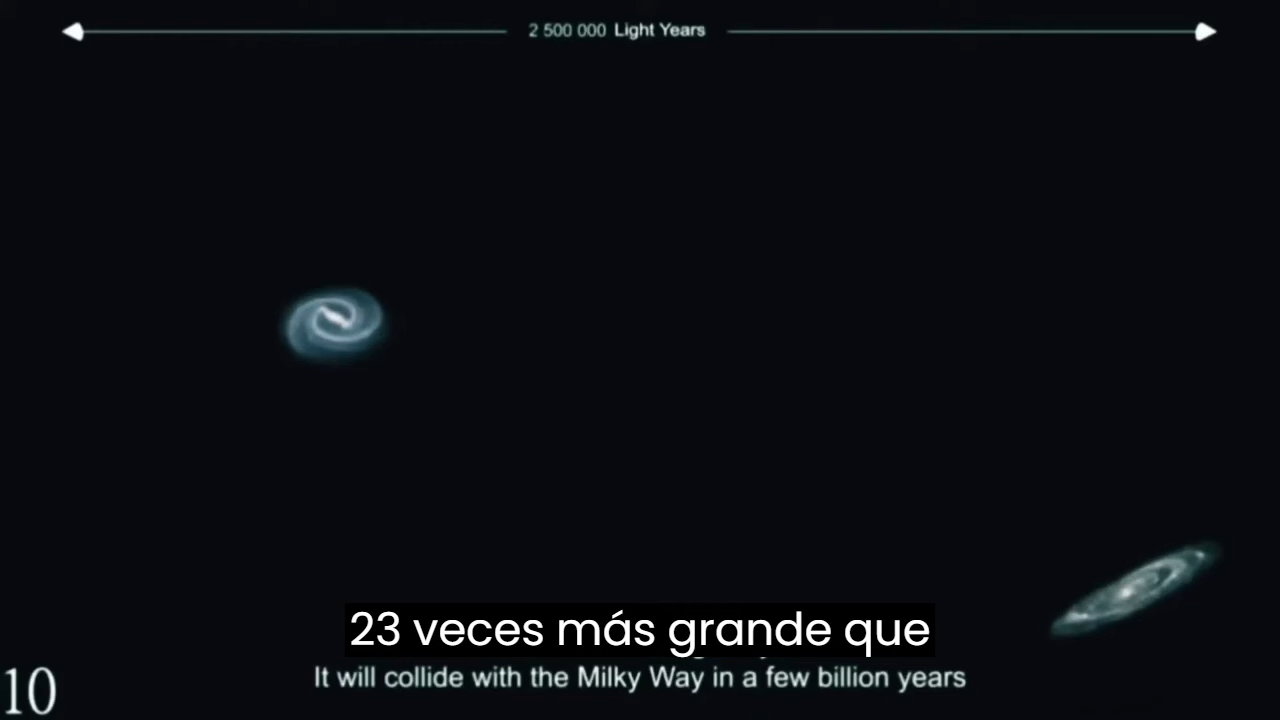 2 500 000 Light Years
23 veces más grande que
It will collide with the Milky Way in a few billion years
10